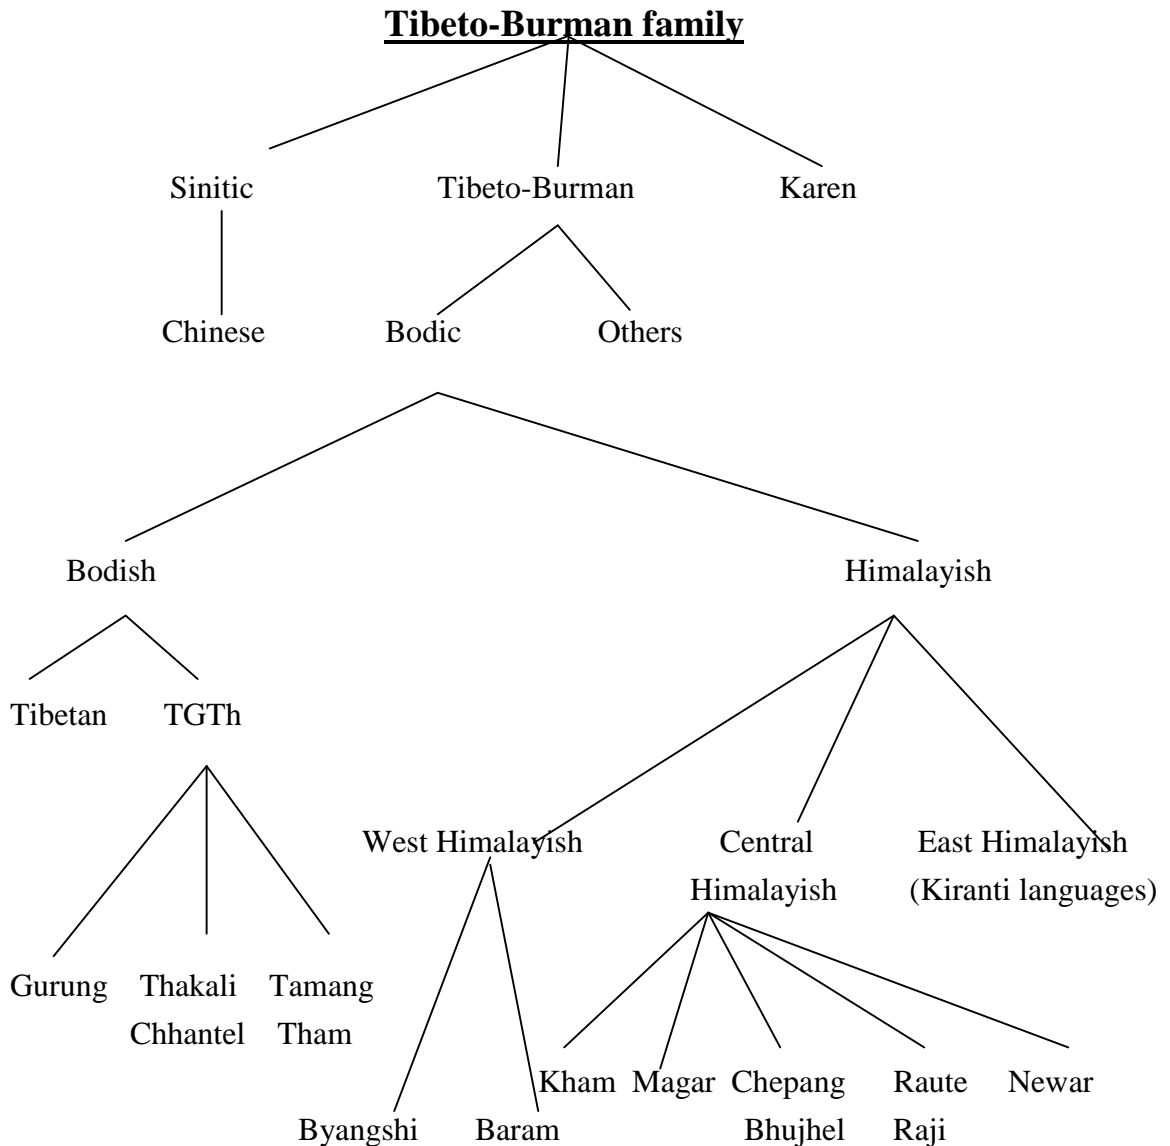 Tibeto-Burman family
Sinitic Tibeto-Burman Karen
Chinese Bodic Others
Bodish Himalayish
Tibetan TGTh
West Himalayish Central East Himalayish
Himalayish (Kiranti languages)
Gurung Thakali Tamang
Chhantel Tham
Kham Magar Chepang Raute Newar
Byangshi Baram Bhujhel Raji